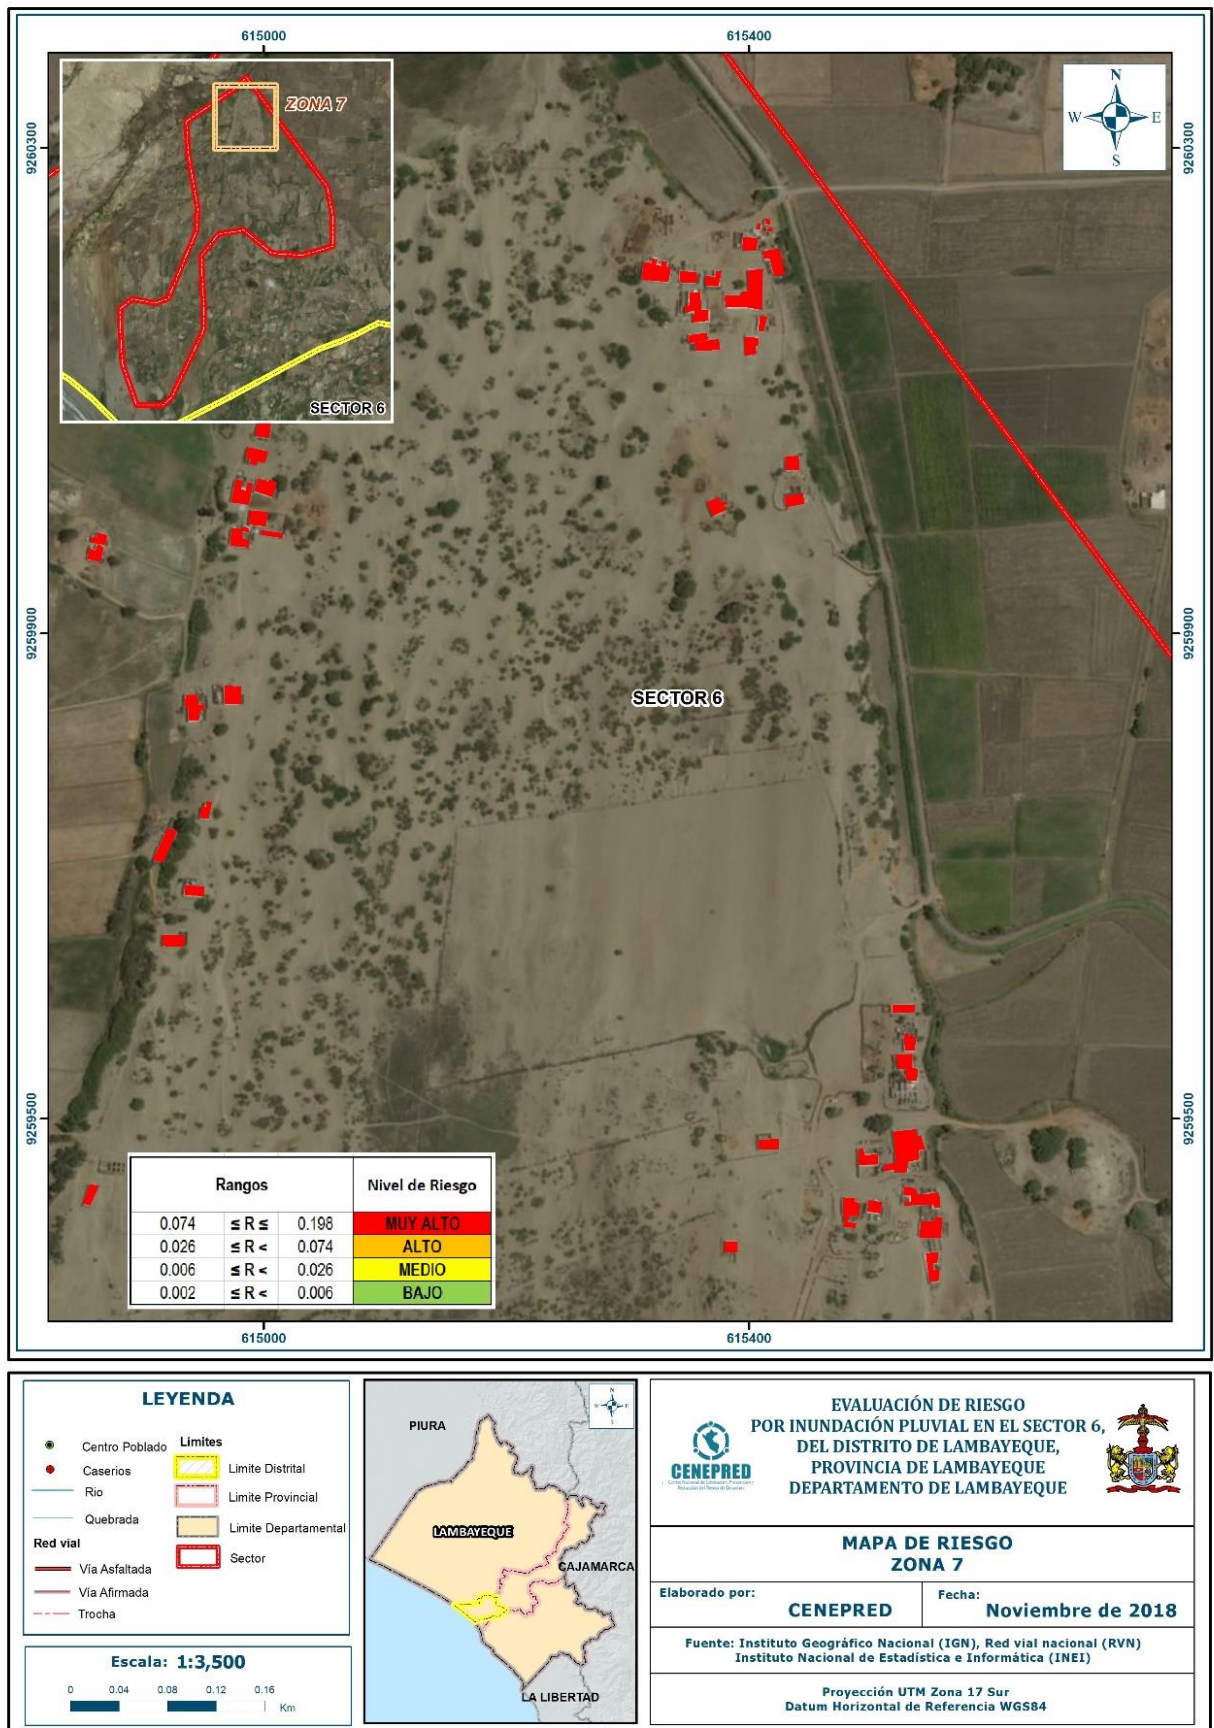 615000
615400
9260300
9260300
ZONA 7
N
W
E
S
SECTOR 6
9259900
9259900
SECTOR 6
9259500
9259500
Rangos
Nivel de Riesgo
0.074 ≤ R ≤ 0.198 MUY ALTO
0.026 ≤ R < 0.074 ALTO
0.006 ≤ R < 0.026 MEDIO
0.002 ≤ R < 0.006 BAJO
615000
615400
LEYENDA
Centro Poblado
Caserios
Rio
Quebrada
Red vial
Vía Asfaltada
Vía Afirmada
Trocha
Limites
Limite Distrital
Limite Provincial
Limite Departamental
Sector
Escala: 1:3,500
0 0.04 0.08 0.12 0.16
Km
PIURA
LAMBAYEQUE
CAJAMARCA
LA LIBERTAD
CENEPRED
EVALUACIÓN DE RIESGO
POR INUNDACIÓN PLUVIAL EN EL SECTOR 6,
DEL DISTRITO DE LAMBAYEQUE,
PROVINCIA DE LAMBAYEQUE
DEPARTAMENTO DE LAMBAYEQUE
MAPA DE RIESGO
ZONA 7
Elaborado por:
CENEPRED
Fecha:
Noviembre de 2018
Fuente: Instituto Geográfico Nacional (IGN), Red vial nacional (RVN)
Instituto Nacional de Estadística e Informática (INEI)
Proyección UTM Zona 17 Sur
Datum Horizontal de Referencia WGS84